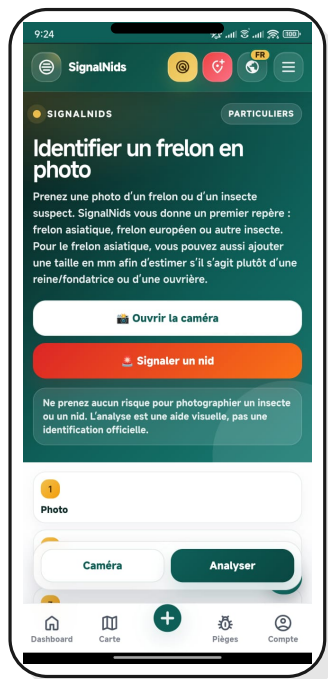 9:24
100
SignalNids
FR
SIGNALNIDS
PARTICULIERS
Identifier un frelon en
photo
Prenez une photo d'un frelon ou d'un insecte
suspect. SignalNids vous donne un premier repère :
frelon asiatique, frelon européen ou autre insecte.
Pour le frelon asiatique, vous pouvez aussi ajouter
une taille en mm afin d'estimer s'il s'agit plutôt d'une
reine/fondatrice ou d'une ouvrière.
Ouvrir la caméra
Signaler un nid
Ne prenez aucun risque pour photographier un insecte
ou un nid. L'analyse est une aide visuelle, pas une
identification officielle.
1
Photo
Caméra
Analyser
Dashboard
Carte
Pièges
Compte